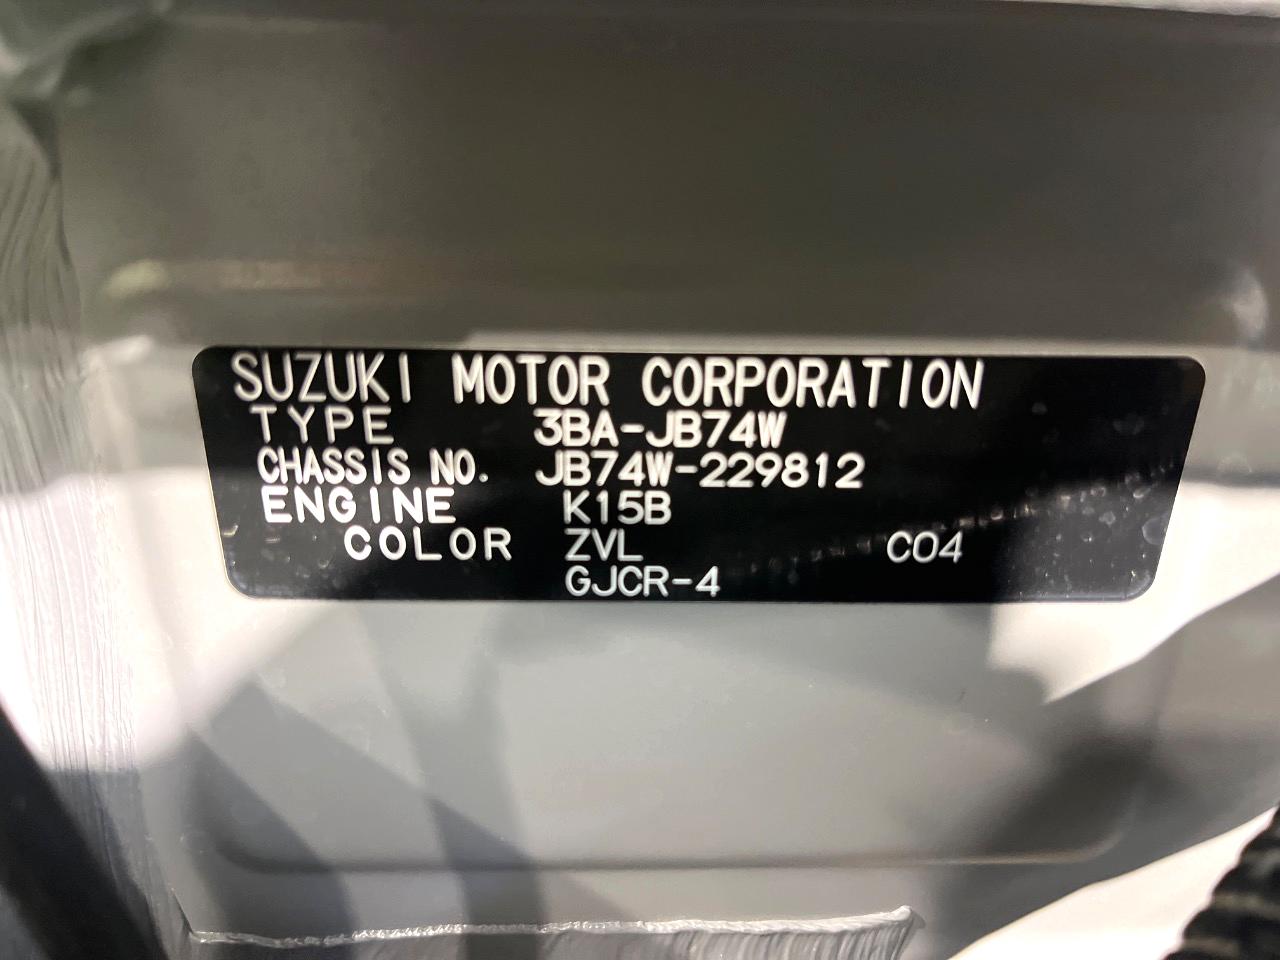 SUZUKI MOTOR CORPORATION
TYPE 3BA-JB74W
CHASSIS NO. JB74W-229812
ENGINE K15B
COLOR ZVL C04
GJCR-4